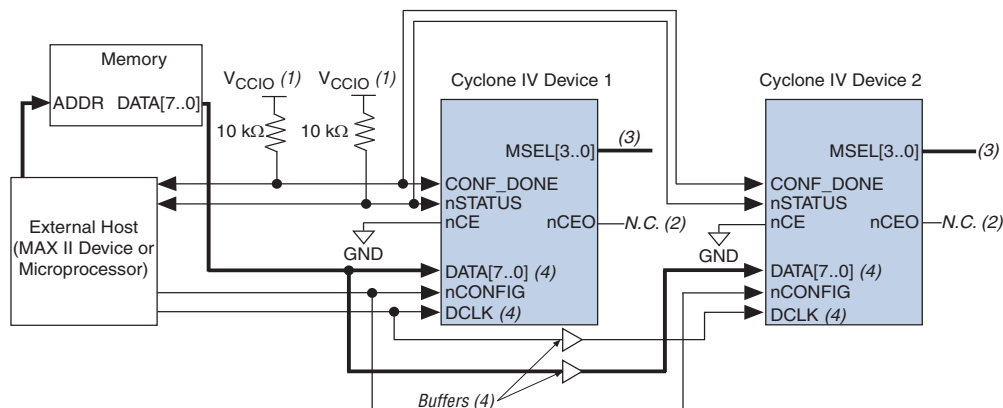 Memory
ADDR DATA[7..0]
V_CCIO (1) V_CCIO (1)
10 kΩ 10 kΩ
External Host
(MAX II Device or
Microprocessor)
Cyclone IV Device 1
MSEL[3..0] (3)
CONF_DONE
nSTATUS
nCE nCEO N.C. (2)
GND
DATA[7..0] (4)
nCONFIG
DCLK (4)
Cyclone IV Device 2
MSEL[3..0] (3)
CONF_DONE
nSTATUS
nCE nCEO N.C. (2)
GND
DATA[7..0] (4)
nCONFIG
DCLK (4)
Buffers (4)